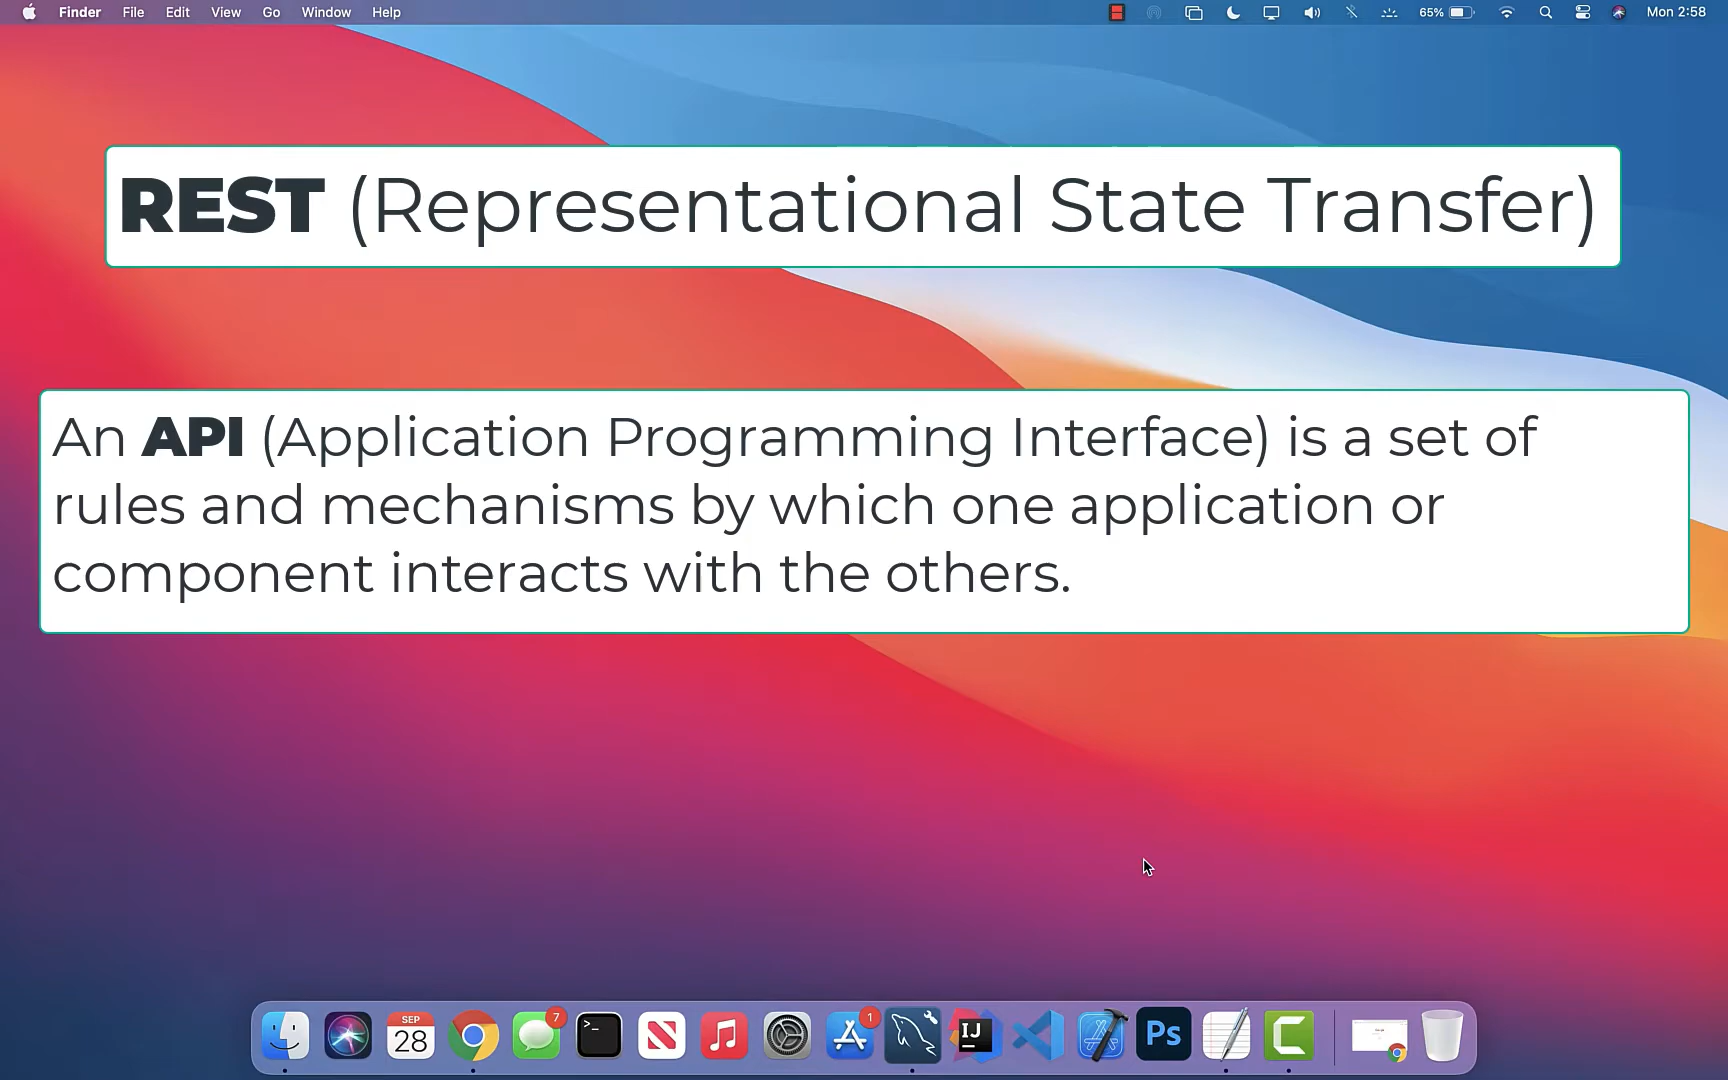 Finder File Edit View Go Window Help 65% Mon 2:58
REST (Representational State Transfer)
An API (Application Programming Interface) is a set of
rules and mechanisms by which one application or
component interacts with the others.
SEP
28
7
>_
1
IJ
Ps